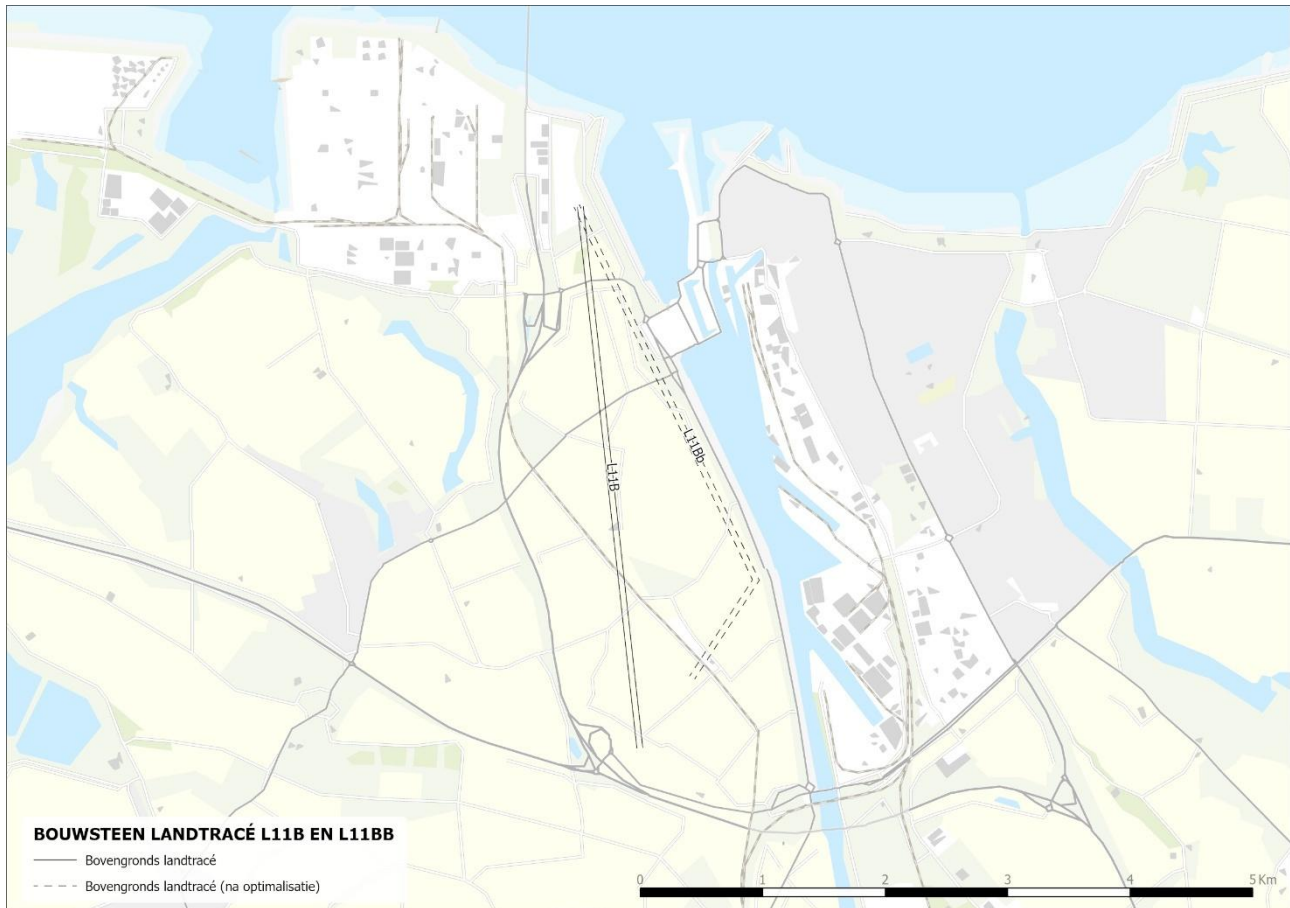 L11B
L11Bb
BOUWSTEEN LANDTRACÉ L11B EN L11BB
Bovengronds landtracé
Bovengronds landtracé (na optimalisatie)
0 1 2 3 4 5 Km